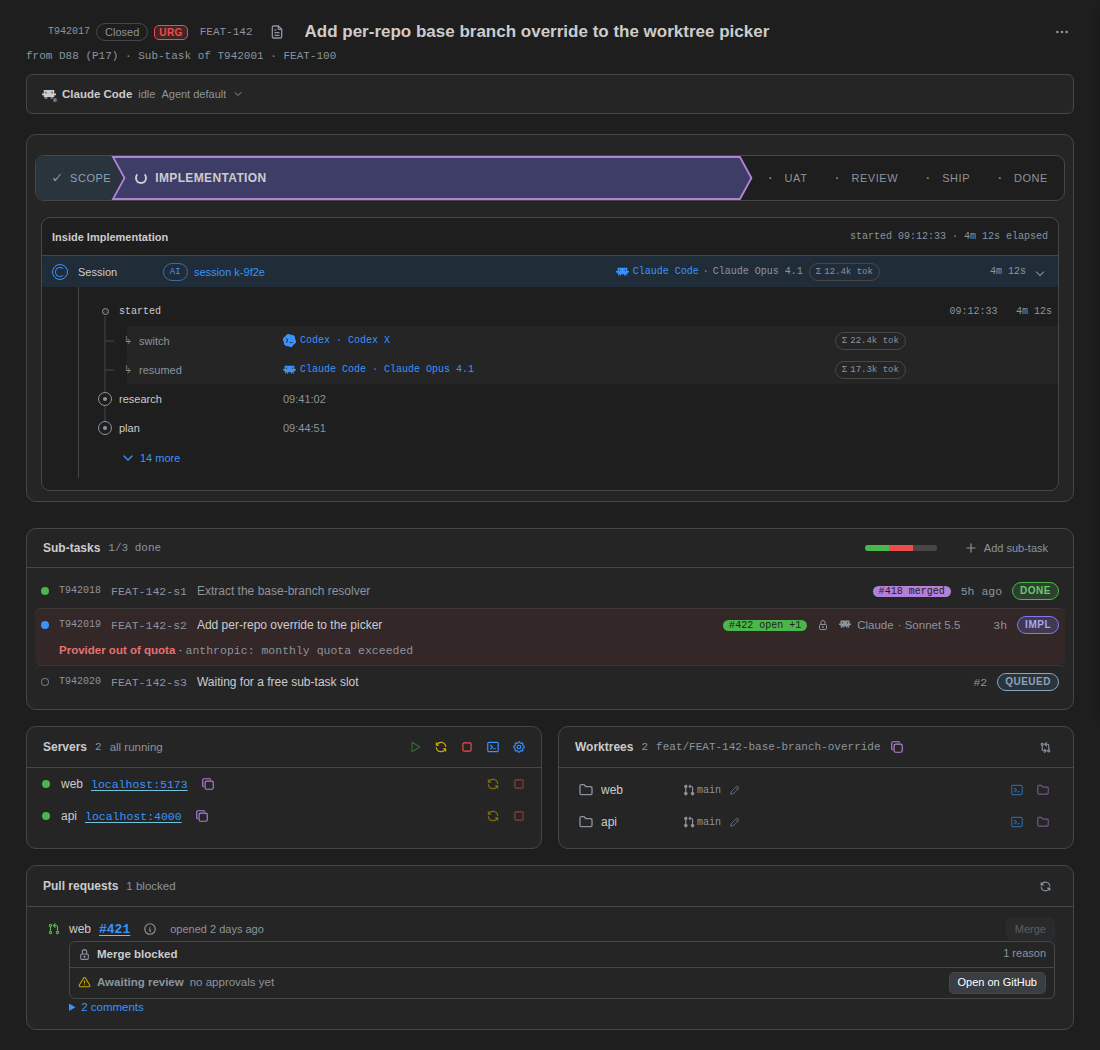 T942017 Closed URG FEAT-142 Add per-repo base branch override to the worktree picker
from D88 (P17) · Sub-task of T942001 · FEAT-100
Claude Code idle Agent default
SCOPE IMPLEMENTATION · UAT · REVIEW · SHIP · DONE
Inside Implementation started 09:12:33 · 4m 12s elapsed
Session AI session k-9f2e Claude Code · Claude Opus 4.1 Σ 12.4k tok 4m 12s
started 09:12:33 4m 12s
↳ switch Codex · Codex X Σ 22.4k tok
↳ resumed Claude Code · Claude Opus 4.1 Σ 17.3k tok
research 09:41:02
plan 09:44:51
14 more
Sub-tasks 1/3 done Add sub-task
T942018 FEAT-142-s1 Extract the base-branch resolver #418 merged 5h ago DONE
T942019 FEAT-142-s2 Add per-repo override to the picker #422 open +1 Claude · Sonnet 5.5 3h IMPL
Provider out of quota · anthropic: monthly quota exceeded
T942020 FEAT-142-s3 Waiting for a free sub-task slot #2 QUEUED
Servers 2 all running
web localhost:5173
api localhost:4000
Worktrees 2 feat/FEAT-142-base-branch-override
web main
api main
Pull requests 1 blocked
web #421 opened 2 days ago Merge
Merge blocked 1 reason
Awaiting review no approvals yet Open on GitHub
2 comments